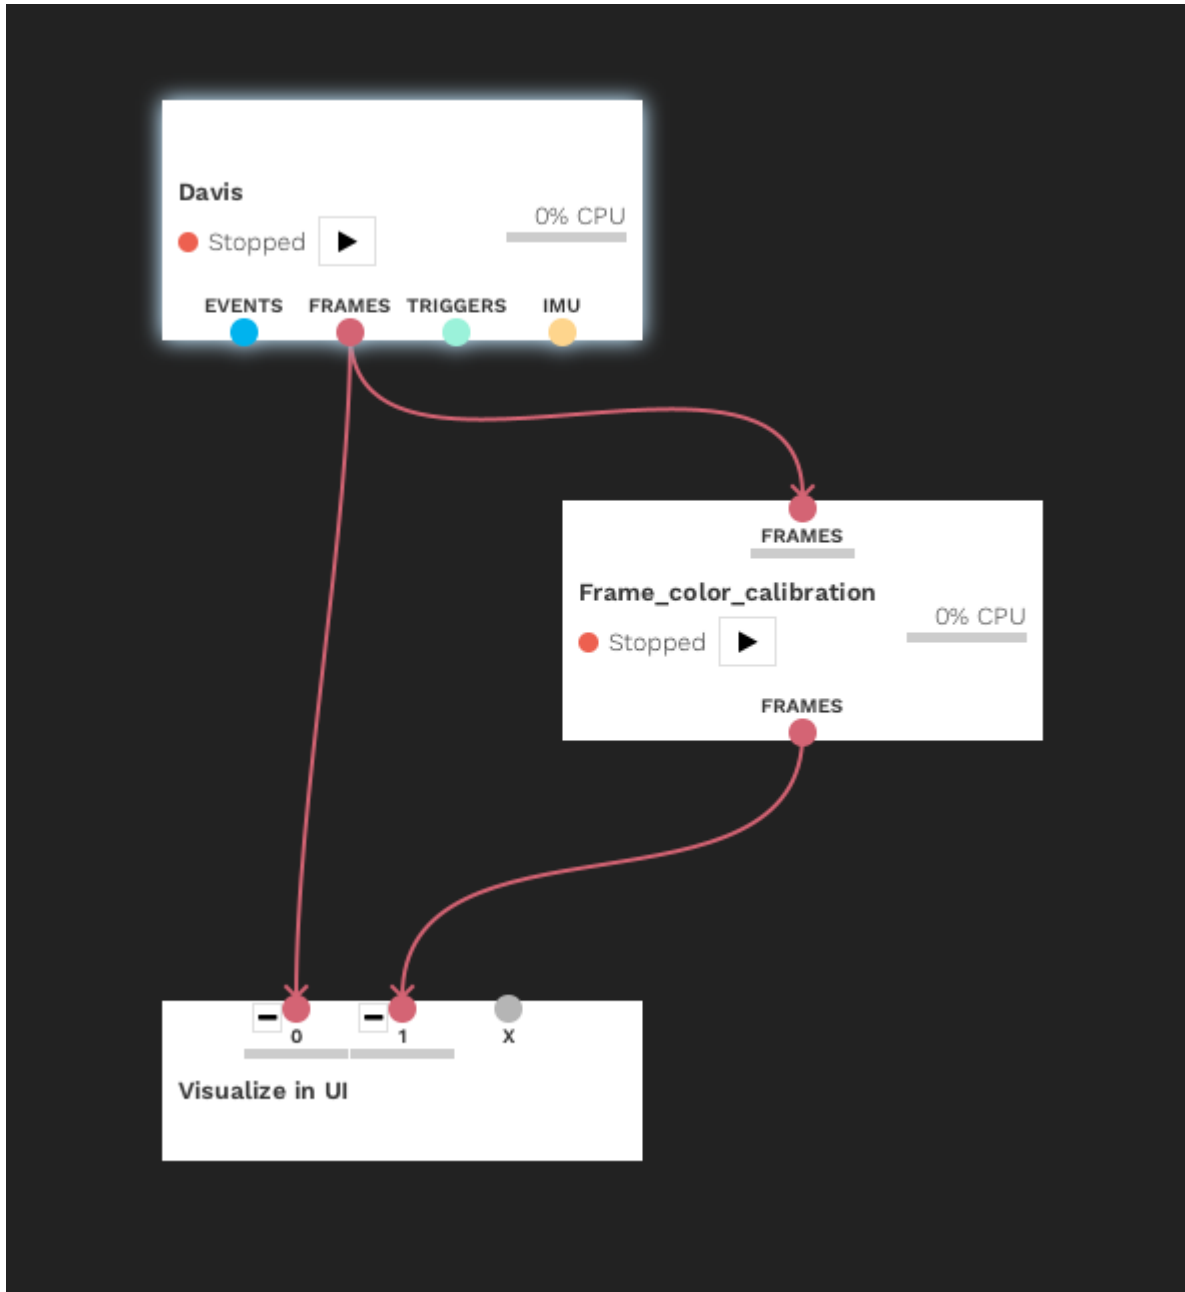 Davis
0% CPU
Stopped
EVENTS FRAMES TRIGGERS IMU
FRAMES
Frame_color_calibration
0% CPU
Stopped
FRAMES
0 1 X
Visualize in UI